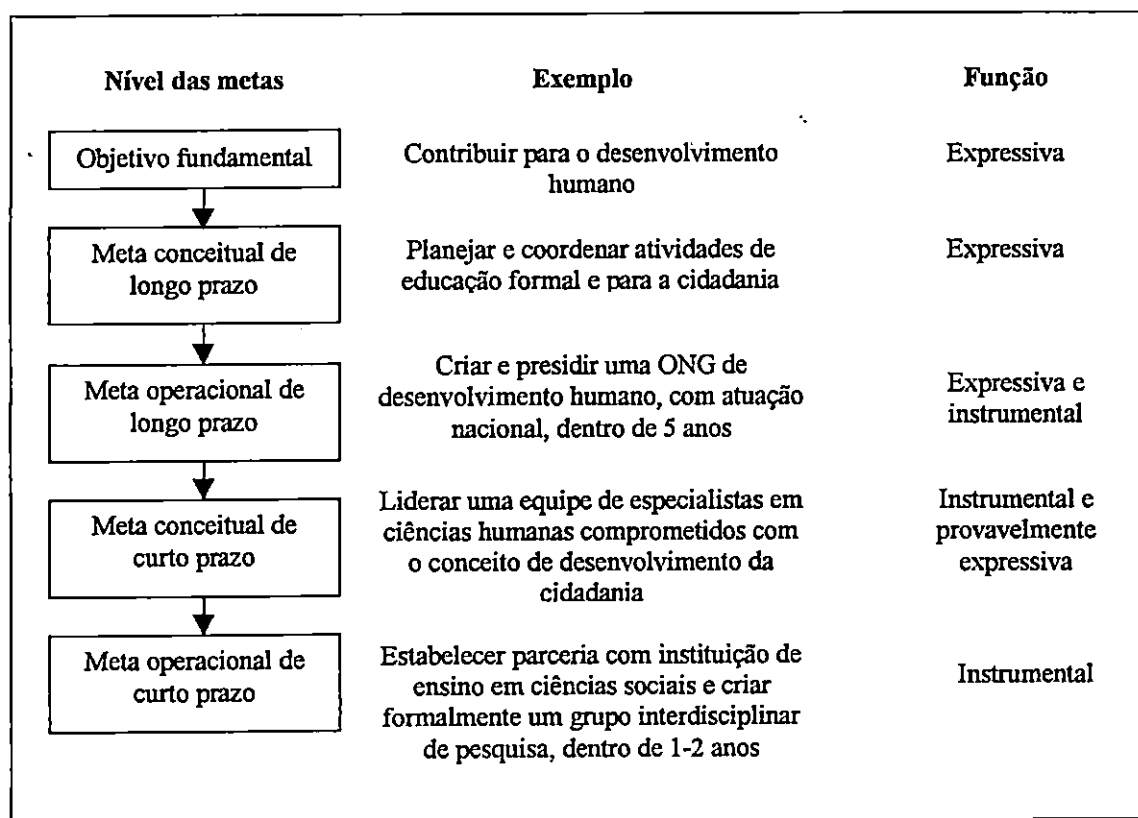 Nível das metas
Exemplo
Função
Objetivo fundamental
Contribuir para o desenvolvimento
humano
Expressiva
Meta conceitual de
longo prazo
Planejar e coordenar atividades de
educação formal e para a cidadania
Expressiva
Meta operacional de
longo prazo
Criar e presidir uma ONG de
desenvolvimento humano, com atuação
nacional, dentro de 5 anos
Expressiva e
instrumental
Meta conceitual de
curto prazo
Liderar uma equipe de especialistas em
ciências humanas comprometidos com
o conceito de desenvolvimento da
cidadania
Instrumental e
provavelmente
expressiva
Meta operacional de
curto prazo
Estabelecer parceria com instituição de
ensino em ciências sociais e criar
formalmente um grupo interdisciplinar
de pesquisa, dentro de 1-2 anos
Instrumental